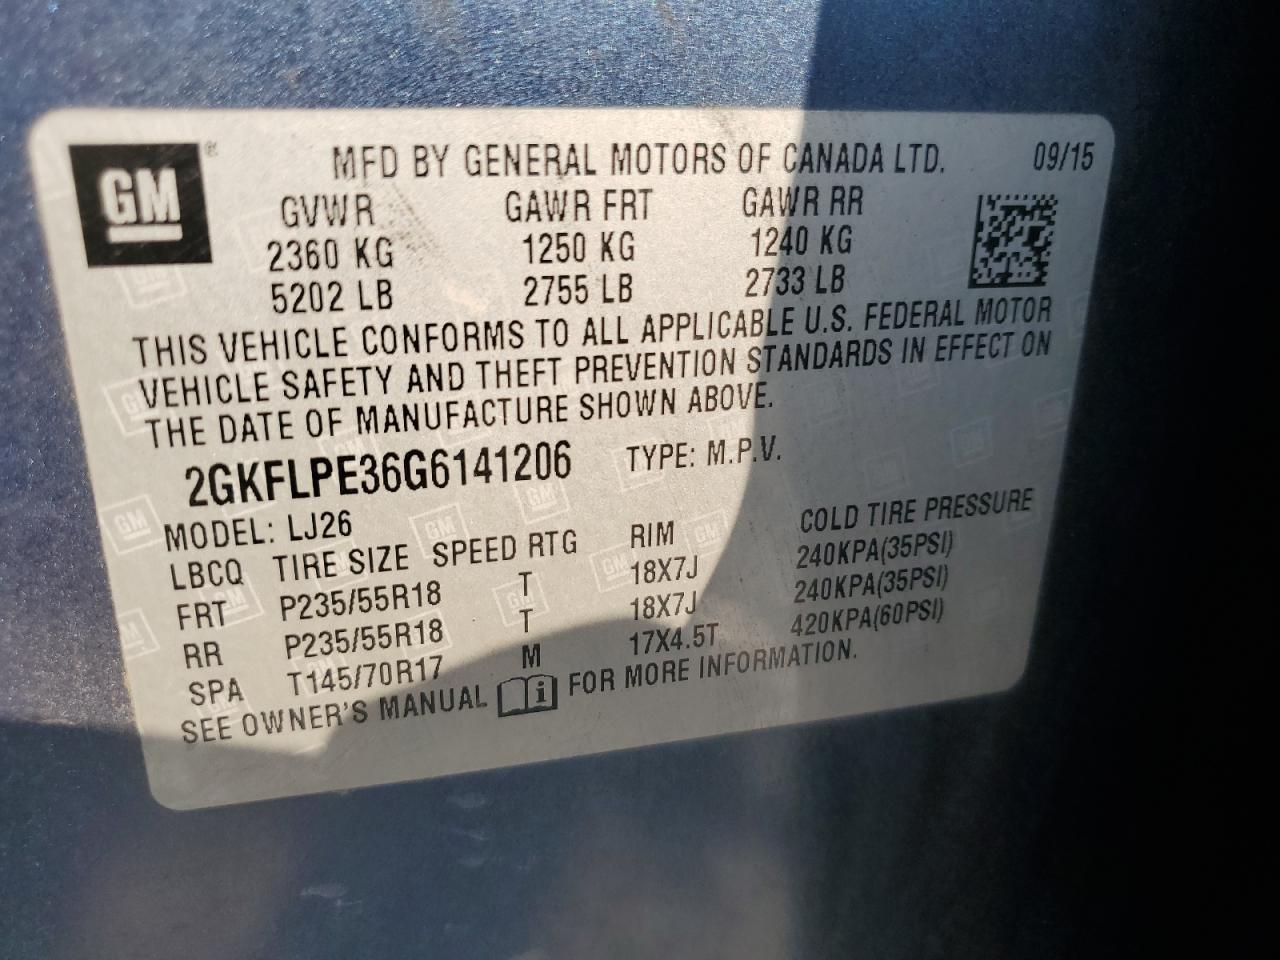 GM ®
MFD BY GENERAL MOTORS OF CANADA LTD. 09/15
GVWR GAWR FRT GAWR RR
2360 KG 1250 KG 1240 KG
5202 LB 2755 LB 2733 LB
THIS VEHICLE CONFORMS TO ALL APPLICABLE U.S. FEDERAL MOTOR
VEHICLE SAFETY AND THEFT PREVENTION STANDARDS IN EFFECT ON
THE DATE OF MANUFACTURE SHOWN ABOVE.
2GKFLPE36G6141206 TYPE: M.P.V.
MODEL: LJ26
LBCQ TIRE SIZE SPEED RTG RIM COLD TIRE PRESSURE
FRT P235/55R18 T 18X7J 240KPA(35PSI)
RR P235/55R18 T 18X7J 240KPA(35PSI)
SPA T145/70R17 M 17X4.5T 420KPA(60PSI)
SEE OWNER'S MANUAL FOR MORE INFORMATION.